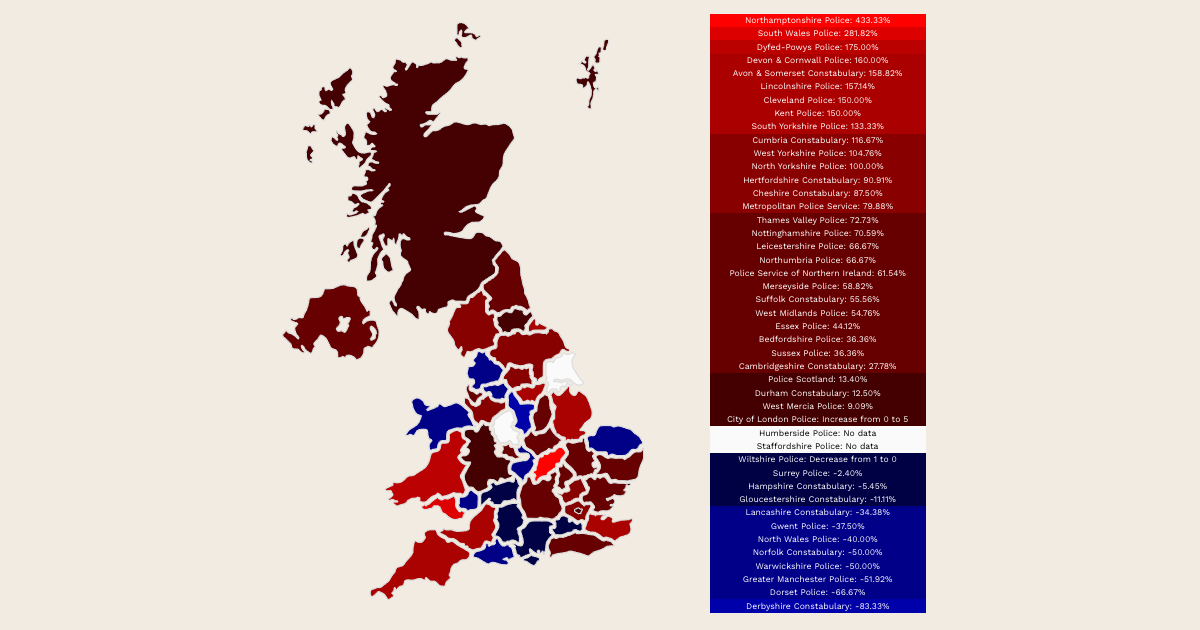 Northamptonshire Police: 433.33%
South Wales Police: 281.82%
Dyfed-Powys Police: 175.00%
Devon & Cornwall Police: 160.00%
Avon & Somerset Constabulary: 158.82%
Lincolnshire Police: 157.14%
Cleveland Police: 150.00%
Kent Police: 150.00%
South Yorkshire Police: 133.33%
Cumbria Constabulary: 116.67%
West Yorkshire Police: 104.76%
North Yorkshire Police: 100.00%
Hertfordshire Constabulary: 90.91%
Cheshire Constabulary: 87.50%
Metropolitan Police Service: 79.88%
Thames Valley Police: 72.73%
Nottinghamshire Police: 70.59%
Leicestershire Police: 66.67%
Northumbria Police: 66.67%
Police Service of Northern Ireland: 61.54%
Merseyside Police: 58.82%
Suffolk Constabulary: 55.56%
West Midlands Police: 54.76%
Essex Police: 44.12%
Bedfordshire Police: 36.36%
Sussex Police: 36.36%
Cambridgeshire Constabulary: 27.78%
Police Scotland: 13.40%
Durham Constabulary: 12.50%
West Mercia Police: 9.09%
City of London Police: Increase from 0 to 5
Humberside Police: No data
Staffordshire Police: No data
Wiltshire Police: Decrease from 1 to 0
Surrey Police: -2.40%
Hampshire Constabulary: -5.45%
Gloucestershire Constabulary: -11.11%
Lancashire Constabulary: -34.38%
Gwent Police: -37.50%
North Wales Police: -40.00%
Norfolk Constabulary: -50.00%
Warwickshire Police: -50.00%
Greater Manchester Police: -51.92%
Dorset Police: -66.67%
Derbyshire Constabulary: -83.33%